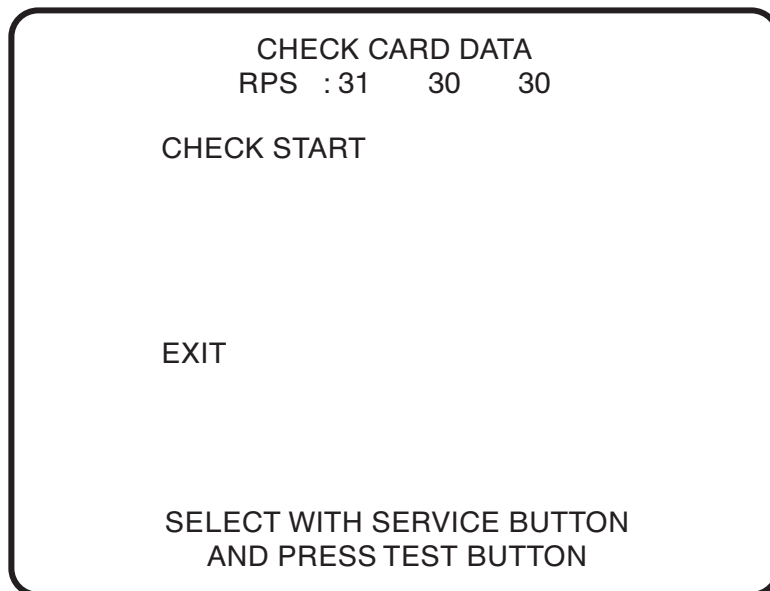 CHECK CARD DATA
RPS : 31 30 30
CHECK START
EXIT
SELECT WITH SERVICE BUTTON
AND PRESS TEST BUTTON